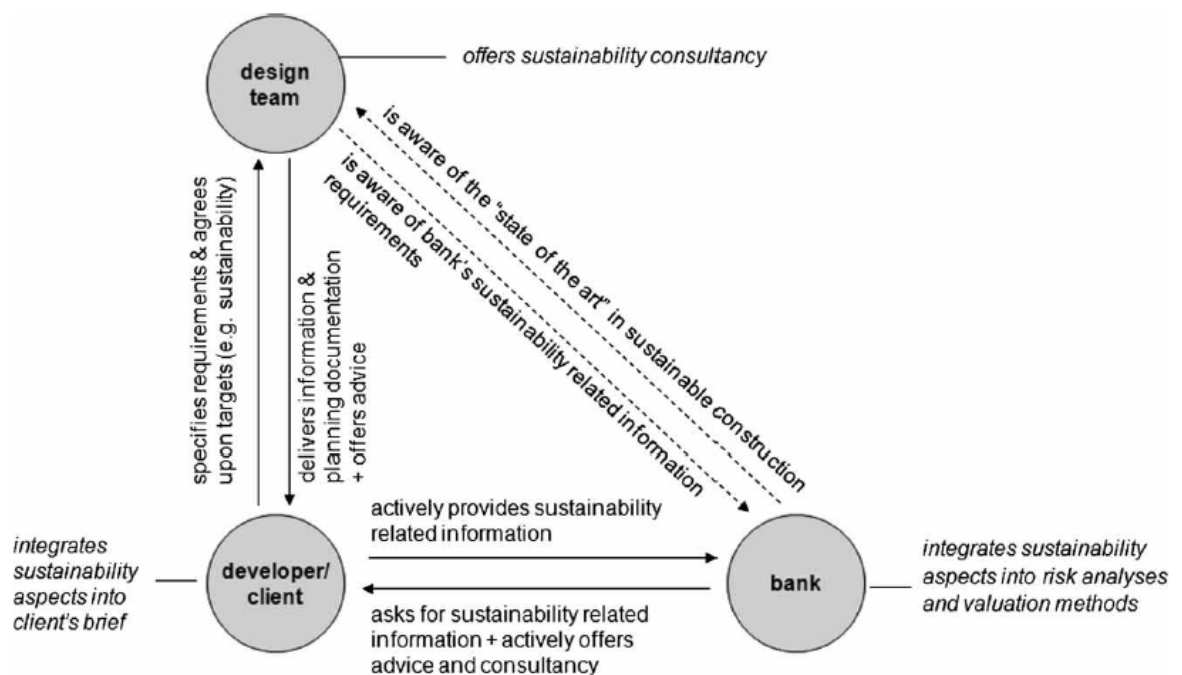 design
team
offers sustainability consultancy
is aware of the "state of the art" in sustainable construction
is aware of bank's sustainability related information
requirements
specifies requirements & agrees
upon targets (e.g. sustainability)
delivers information &
planning documentation
+ offers advice
actively provides sustainability
related information
integrates
sustainability
aspects into
client's brief
developer/
client
bank
integrates sustainability
aspects into risk analyses
and valuation methods
asks for sustainability related
information + actively offers
advice and consultancy